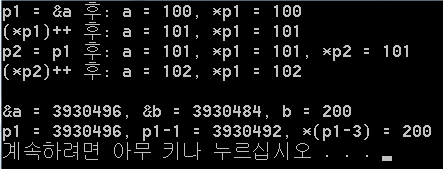 p1 = &a 후: a = 100, *p1 = 100
(*p1)++ 후: a = 101, *p1 = 101
p2 = p1 후: a = 101, *p1 = 101, *p2 = 101
(*p2)++ 후: a = 102, *p1 = 102
&a = 3930496, &b = 3930484, b = 200
p1 = 3930496, p1-1 = 3930492, *(p1-3) = 200
계속하려면 아무 키나 누르십시오 . . .